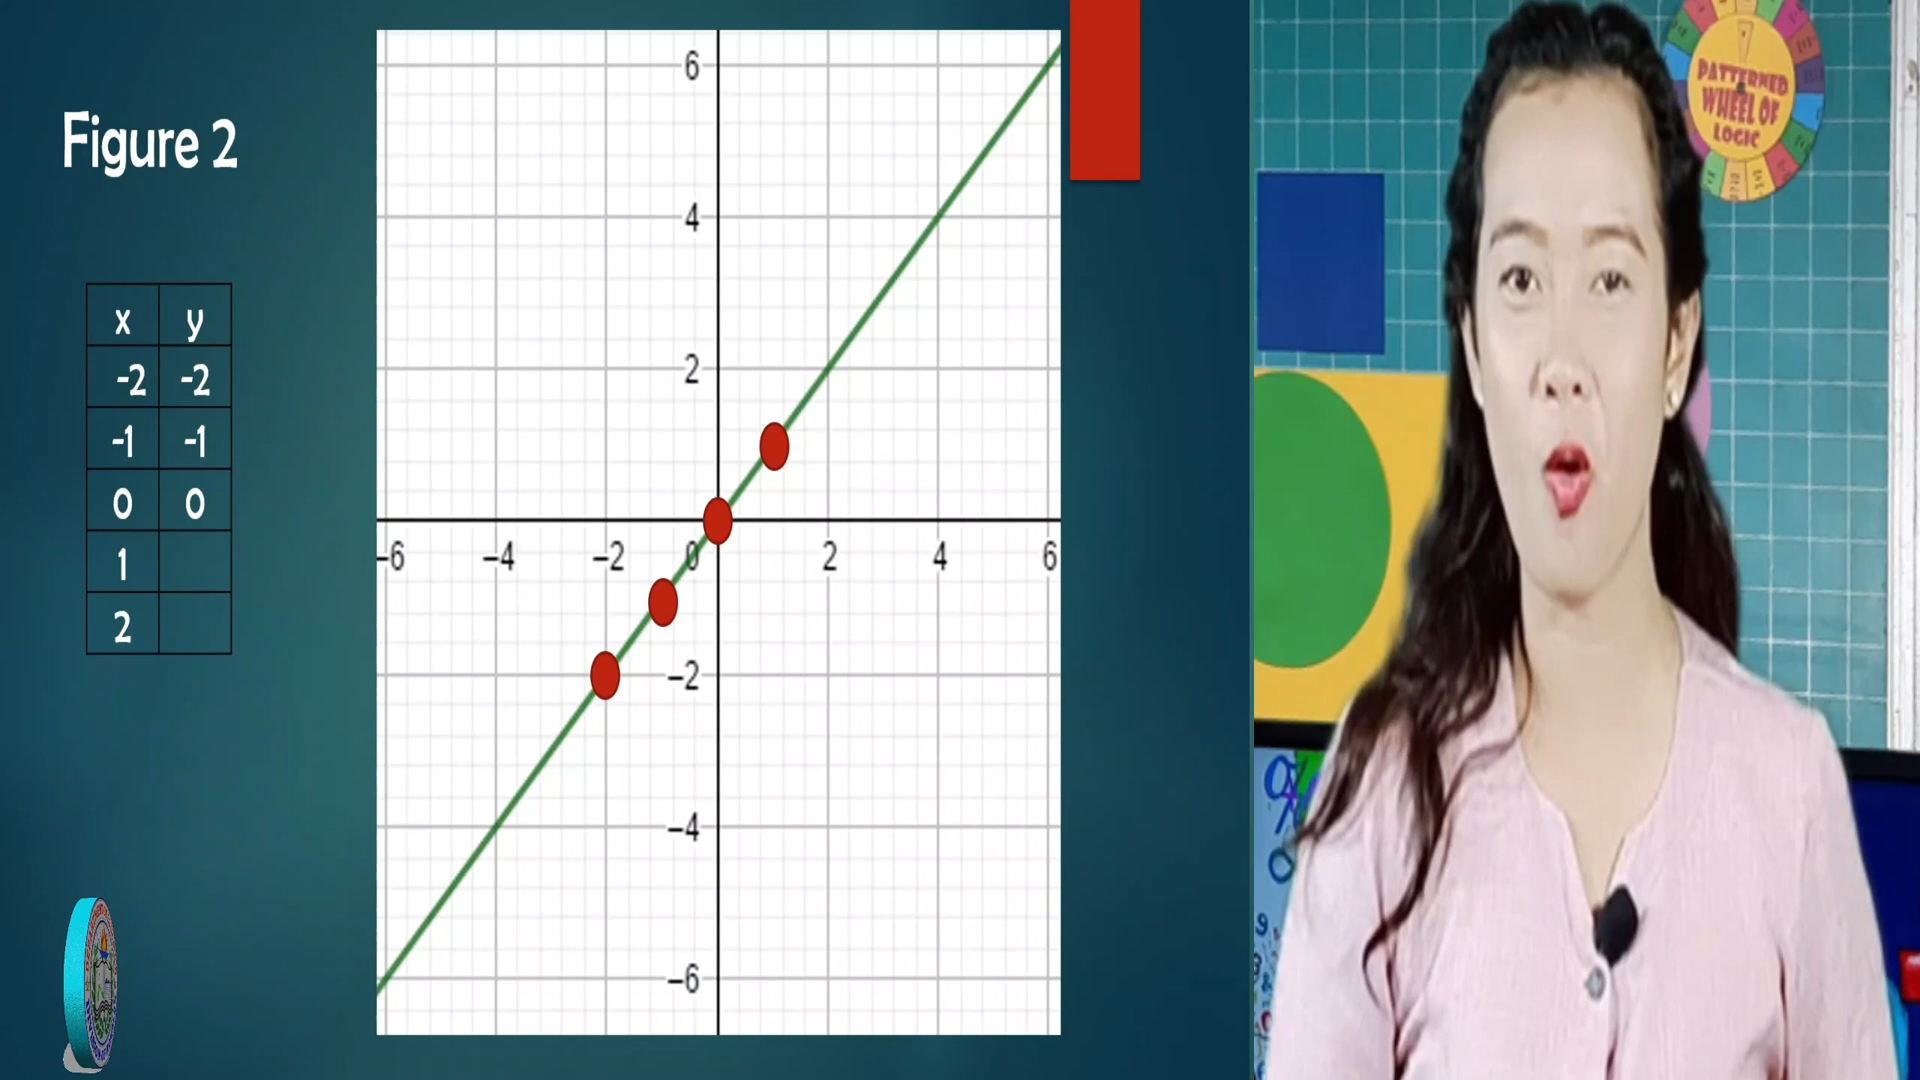 Figure 2
x y
-2 -2
-1 -1
0 0
1
2
6
4
2
−6 −4 −2 0 2 4 6
−2
−4
−6
PATTERNED
WHEEL OF
LOGIC